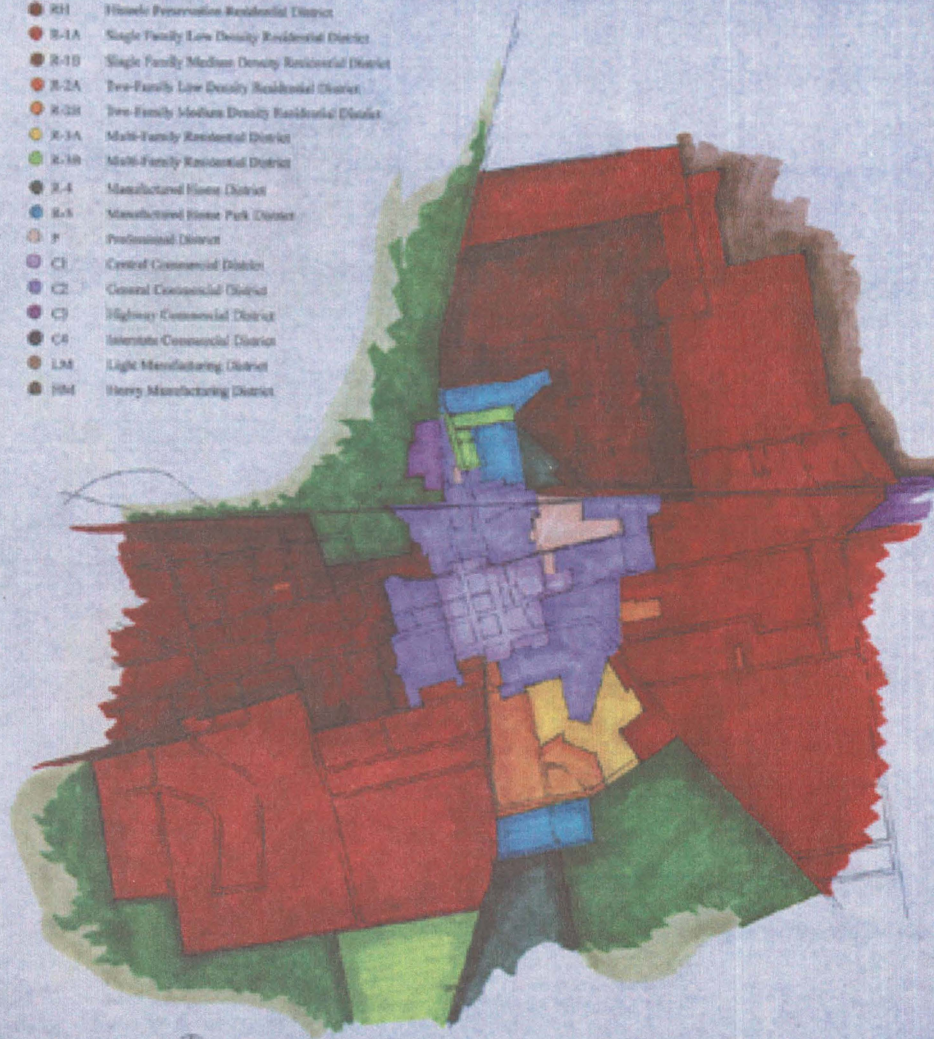 RH Historic Preservation Residential District
R-1A Single Family Low Density Residential District
R-1B Single Family Medium Density Residential District
R-2A Two-Family Low Density Residential District
R-2B Two-Family Medium Density Residential District
R-3A Multi-Family Residential District
R-3B Multi-Family Residential District
R-4 Manufactured Home District
R-5 Manufactured Home Park District
P Professional District
C1 Central Commercial District
C2 General Commercial District
C3 Highway Commercial District
C4 Interstate Commercial District
LM Light Manufacturing District
HM Heavy Manufacturing District